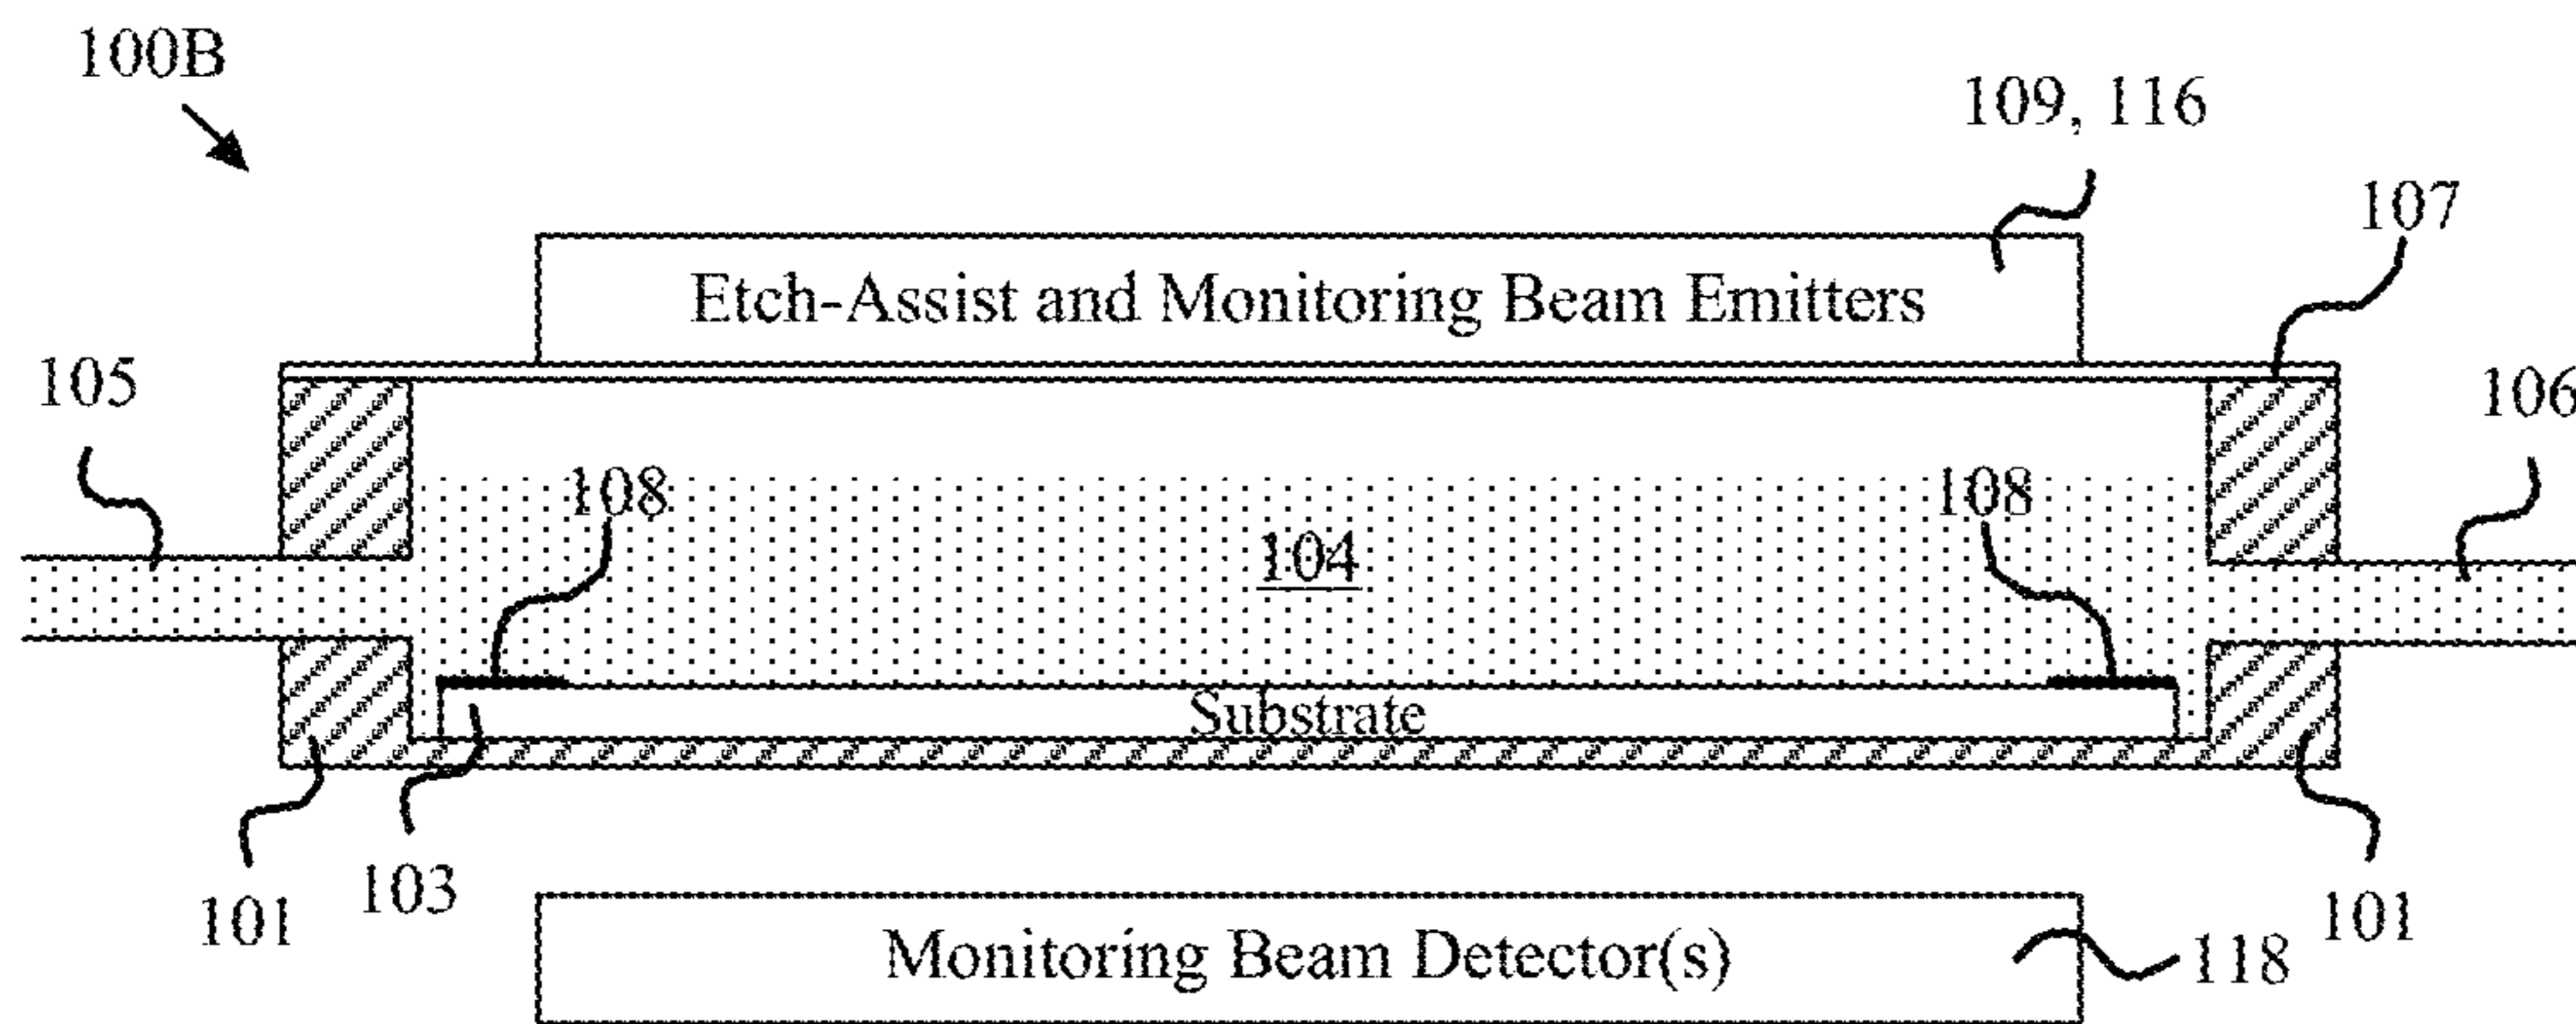 100B
109, 116
107
Etch-Assist and Monitoring Beam Emitters
105
106
108
108
104
Substrate
103
101
101
Monitoring Beam Detector(s)
118